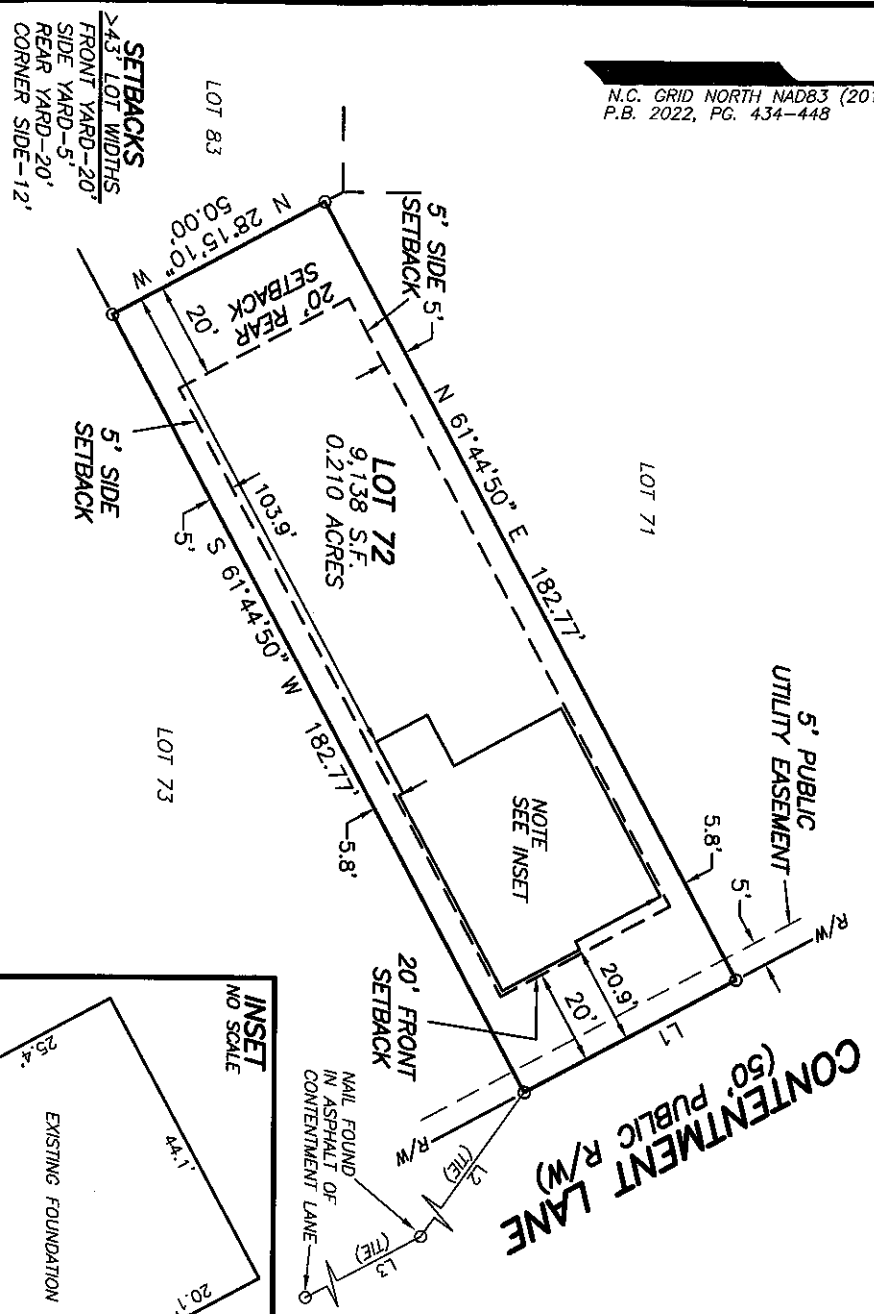 N.C. GRID NORTH NAD83 (201
P.B. 2022, PG. 434-448
SETBACKS
>43' LOT WIDTHS
FRONT YARD-20'
SIDE YARD-5'
REAR YARD-20'
CORNER SIDE-12'
LOT 83
N 28°15'10" W
50.00'
5' SIDE
SETBACK
5'
20' REAR
SETBACK
20'
N 61°44'50" E 182.77'
LOT 71
LOT 72
9,138 S.F.
0.210 ACRES
103.9'
5' SIDE
SETBACK
5'
S 61°44'50" W 182.77'
5.8'
LOT 73
NOTE
SEE INSET
5.8'
5' PUBLIC
UTILITY EASEMENT
5'
R/W
20.9'
20'
L1
20' FRONT
SETBACK
R/W
CONTENTMENT LANE
(50' PUBLIC R/W)
L2
(TIE)
L3
(TIE)
NAIL FOUND
IN ASPHALT OF
CONTENTMENT LANE
INSET
NO SCALE
25.4'
44.1'
20.1'
EXISTING FOUNDATION